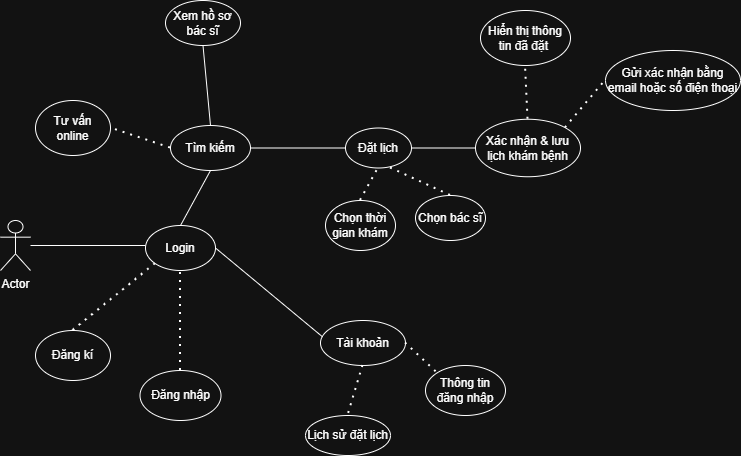 Xem hồ sơ
bác sĩ
Hiển thị thông
tin đã đặt
Gửi xác nhận bằng
email hoặc số điện thoại
Tư vấn
online
Tìm kiếm
Đặt lịch
Xác nhận & lưu
lịch khám bệnh
Chọn thời
gian khám
Chọn bác sĩ
Login
Actor
Tài khoản
Đăng kí
Đăng nhập
Thông tin
đăng nhập
Lịch sử đặt lịch